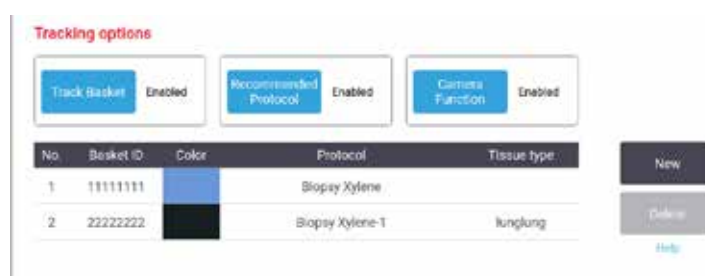 Tracking options
Track Basket Enabled Recommended Protocol Enabled Camera Function Enabled
No. Basket ID Color Protocol Tissue type
New
1 11111111 Biopsy Xylene
2 22222222 Biopsy Xylene-1 lunglung
Delete
Help